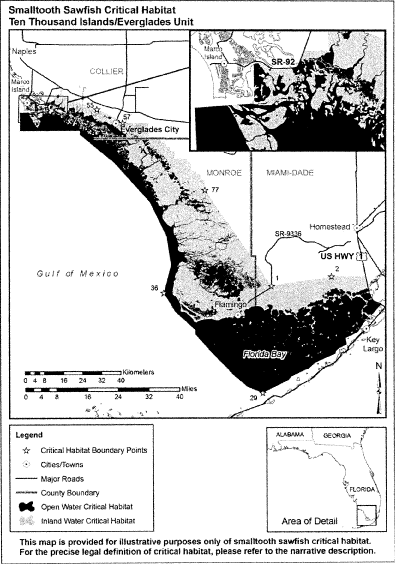 Smalltooth Sawfish Critical Habitat
Ten Thousand Islands/Everglades Unit
Naples
COLLIER
Marco
Island
SR-92
Marco
Island
53
57
Everglades City
MONROE
MIAMI-DADE
77
Homestead
SR-9336
US HWY 1
Gulf of Mexico
36
1
2
Flamingo
Florida Bay
Key
Largo
29
N
Kilometers
0 4 8 16 24 32 40
Miles
0 4 8 16 24 32 40
Legend
Critical Habitat Boundary Points
Cities/Towns
Major Roads
County Boundary
Open Water Critical Habitat
Inland Water Critical Habitat
ALABAMA
GEORGIA
FLORIDA
Area of Detail
This map is provided for illustrative purposes only of smalltooth sawfish critical habitat.
For the precise legal definition of critical habitat, please refer to the narrative description.